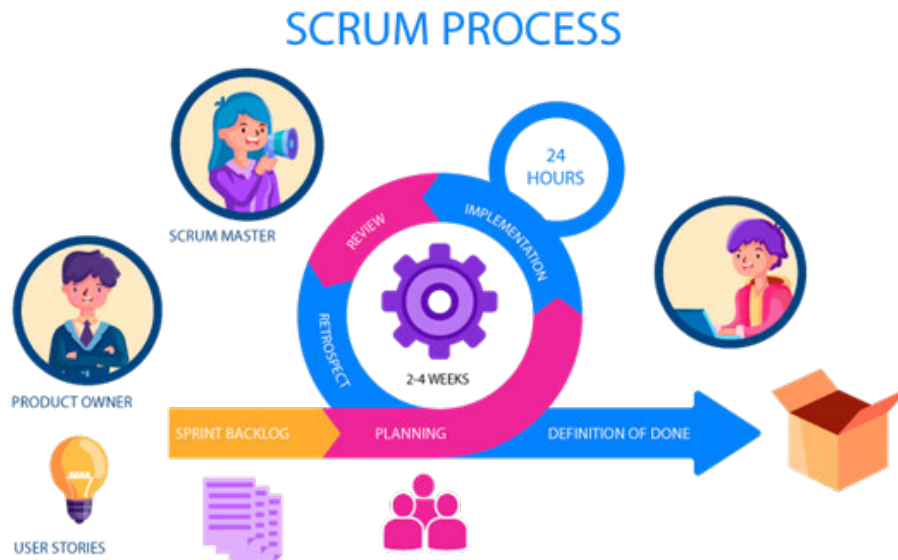 SCRUM PROCESS
24
HOURS
SCRUM MASTER
REVIEW
IMPLEMENTATION
RETROSPECT
2-4 WEEKS
PRODUCT OWNER
SPRINT BACKLOG
PLANNING
DEFINITION OF DONE
USER STORIES